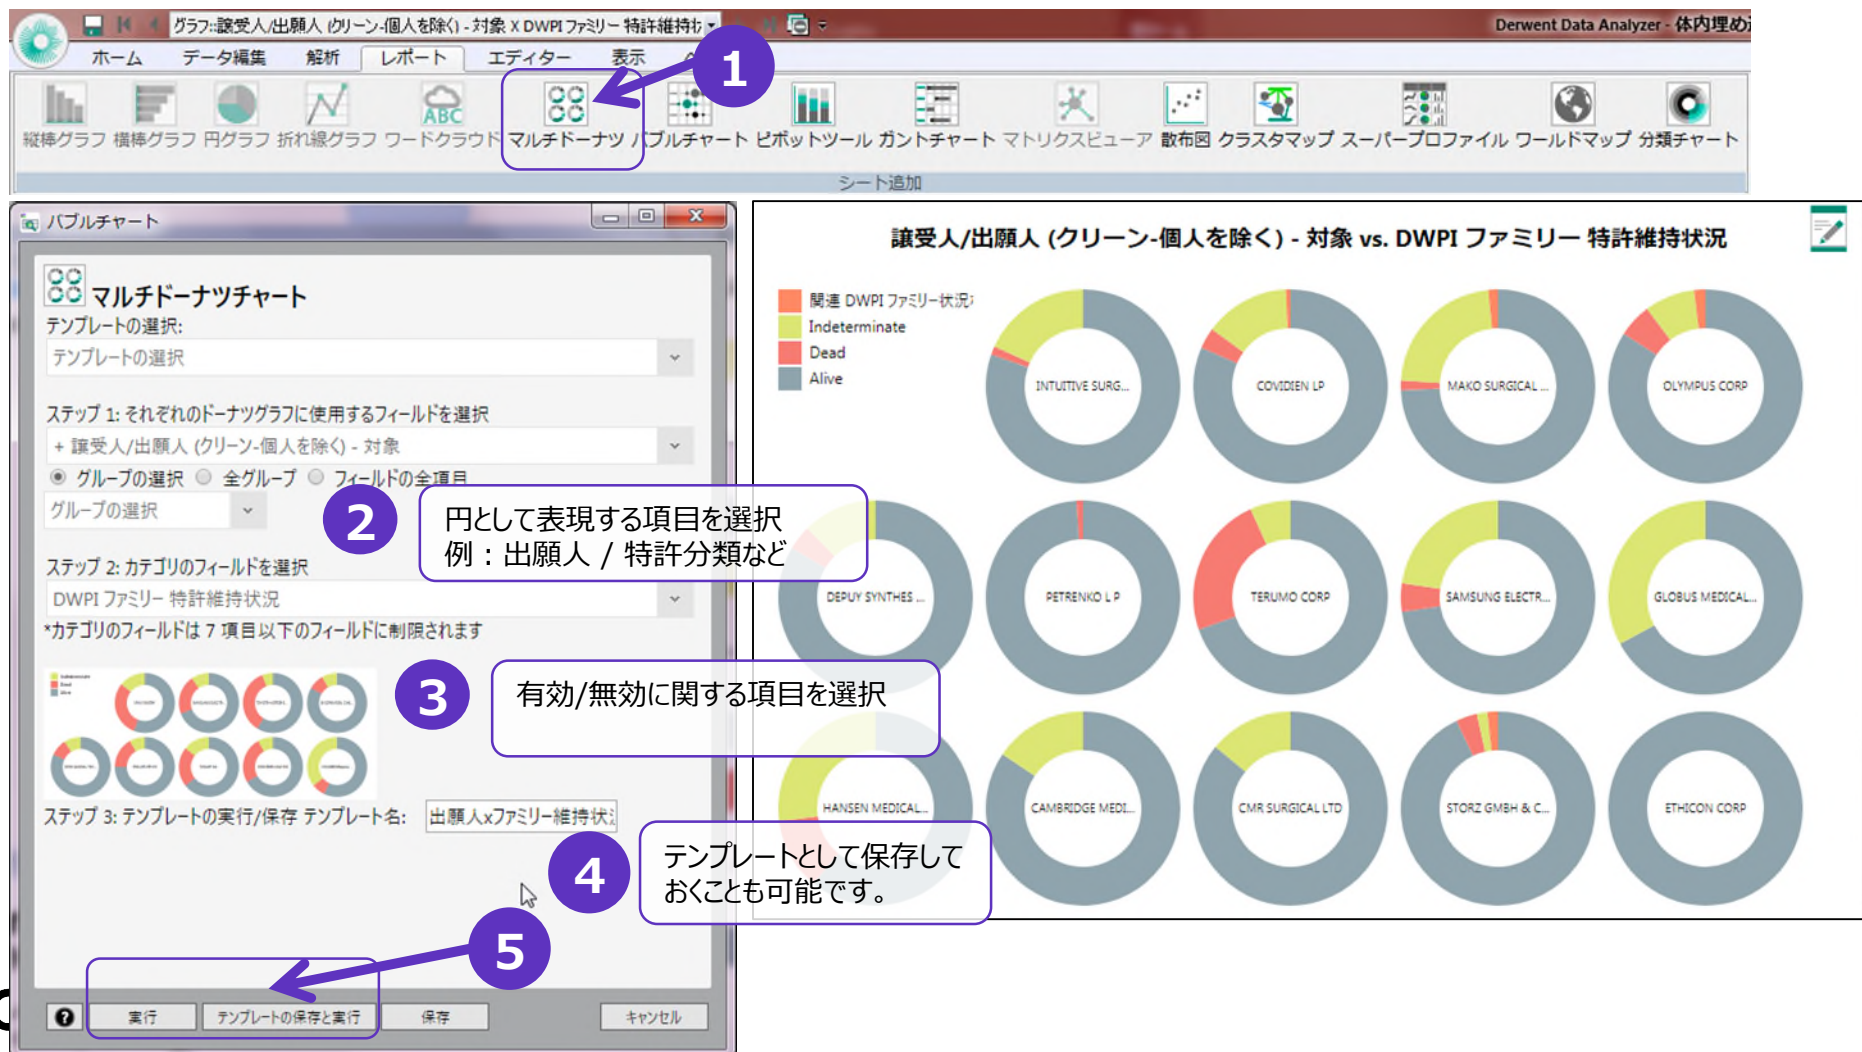 グラフ::譲受人/出願人 (クリーン-個人を除く) - 対象 X DWPI ファミリー 特許維持
Derwent Data Analyzer - 体内埋め
ホーム データ編集 解析 レポート エディター 表示
1
ABC
縦棒グラフ 横棒グラフ 円グラフ 折れ線グラフ ワードクラウド マルチドーナツ バブルチャート ピボットツール ガントチャート マトリクスビューア 散布図 クラスタマップ スーパープロファイル ワールドマップ 分類チャート
シート追加
バブルチャート
マルチドーナツチャート
テンプレートの選択:
テンプレートの選択
ステップ 1: それぞれのドーナツグラフに使用するフィールドを選択
+ 譲受人/出願人 (クリーン-個人を除く) - 対象
グループの選択 全グループ フィールドの全項目
グループの選択
2
円として表現する項目を選択
例：出願人 / 特許分類など
ステップ 2: カテゴリのフィールドを選択
DWPI ファミリー 特許維持状況
*カテゴリのフィールドは 7 項目以下のフィールドに制限されます
3
有効/無効に関する項目を選択
ステップ 3: テンプレートの実行/保存 テンプレート名: 出願人xファミリー維持状
4
テンプレートとして保存して
おくことも可能です。
5
実行 テンプレートの保存と実行 保存 キャンセル
譲受人/出願人 (クリーン-個人を除く) - 対象 vs. DWPI ファミリー 特許維持状況
関連 DWPI ファミリー状況
Indeterminate
Dead
Alive
INTUITIVE SURG... COVIDIEN LP MAKO SURGICAL ... OLYMPUS CORP
DEPUY SYNTHES ... PETRENKO L P TERUMO CORP SAMSUNG ELECTR... GLOBUS MEDICAL...
HANSEN MEDICAL... CAMBRIDGE MEDI... CMR SURGICAL LTD STORZ GMBH & C... ETHICON CORP